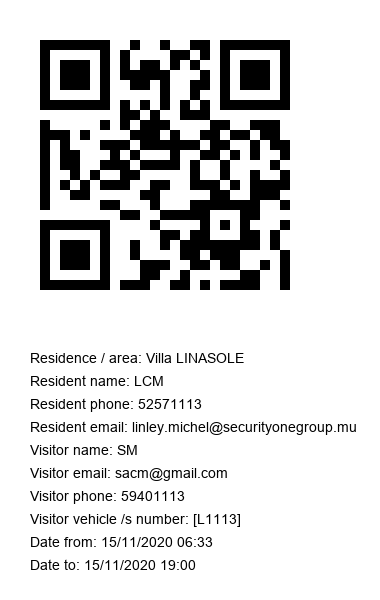 Residence / area: Villa LINASOLE
Resident name: LCM
Resident phone: 52571113
Resident email: linley.michel@securityonegroup.mu
Visitor name: SM
Visitor email: sacm@gmail.com
Visitor phone: 59401113
Visitor vehicle /s number: [L1113]
Date from: 15/11/2020 06:33
Date to: 15/11/2020 19:00